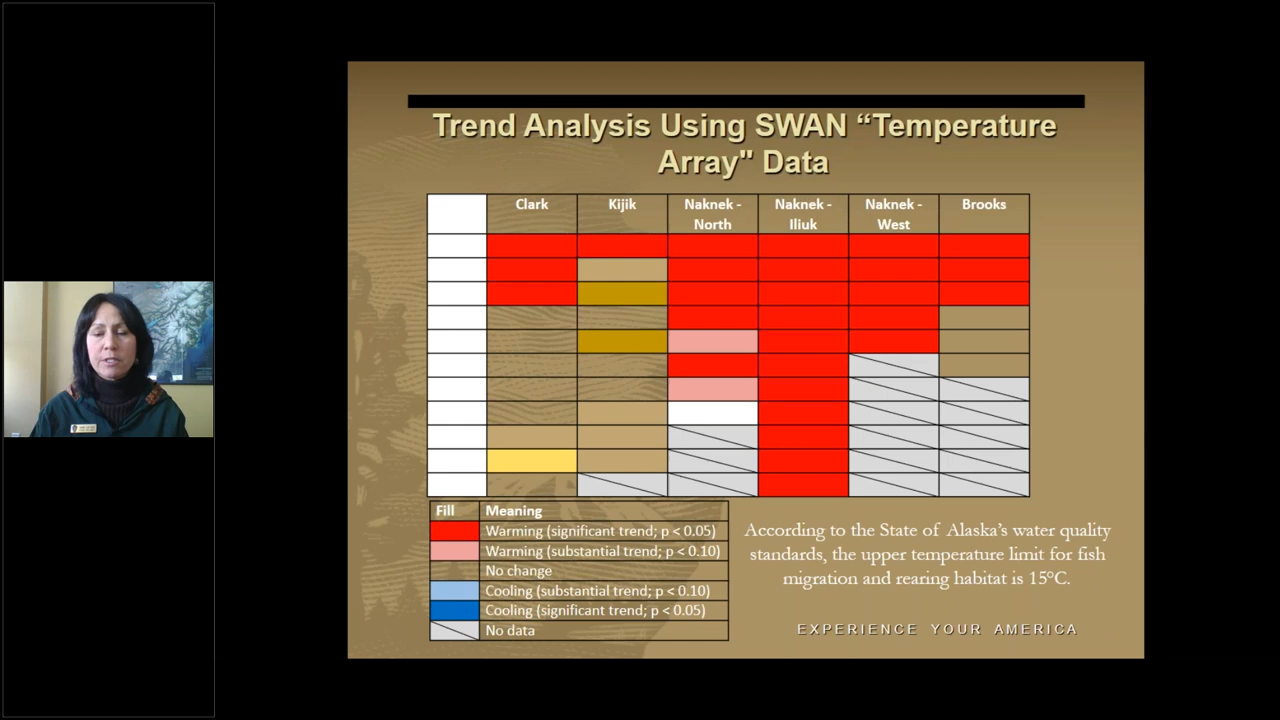 Trend Analysis Using SWAN “Temperature
Array" Data
Clark
Kijik
Naknek -
North
Naknek -
Iliuk
Naknek -
West
Brooks
Fill
Meaning
Warming (significant trend; p < 0.05)
Warming (substantial trend; p < 0.10)
No change
Cooling (substantial trend; p < 0.10)
Cooling (significant trend; p < 0.05)
No data
According to the State of Alaska’s water quality
standards, the upper temperature limit for fish
migration and rearing habitat is 15°C.
EXPERIENCE YOUR AMERICA